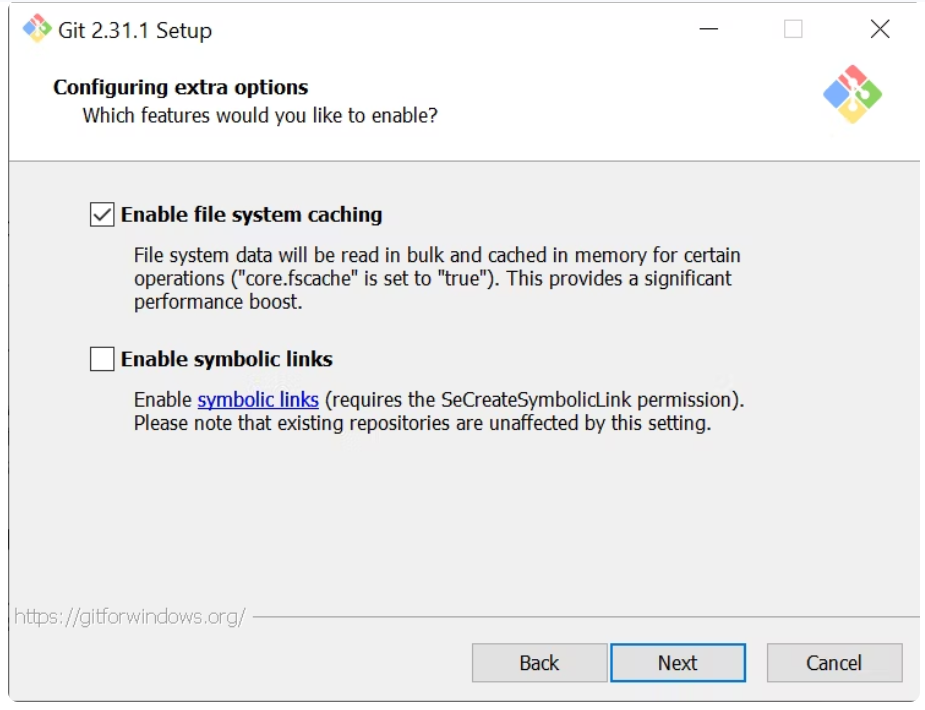 Git 2.31.1 Setup
Configuring extra options
Which features would you like to enable?
Enable file system caching
File system data will be read in bulk and cached in memory for certain
operations ("core.fscache" is set to "true"). This provides a significant
performance boost.
Enable symbolic links
Enable symbolic links (requires the SeCreateSymbolicLink permission).
Please note that existing repositories are unaffected by this setting.
https://gitforwindows.org/
Back Next Cancel